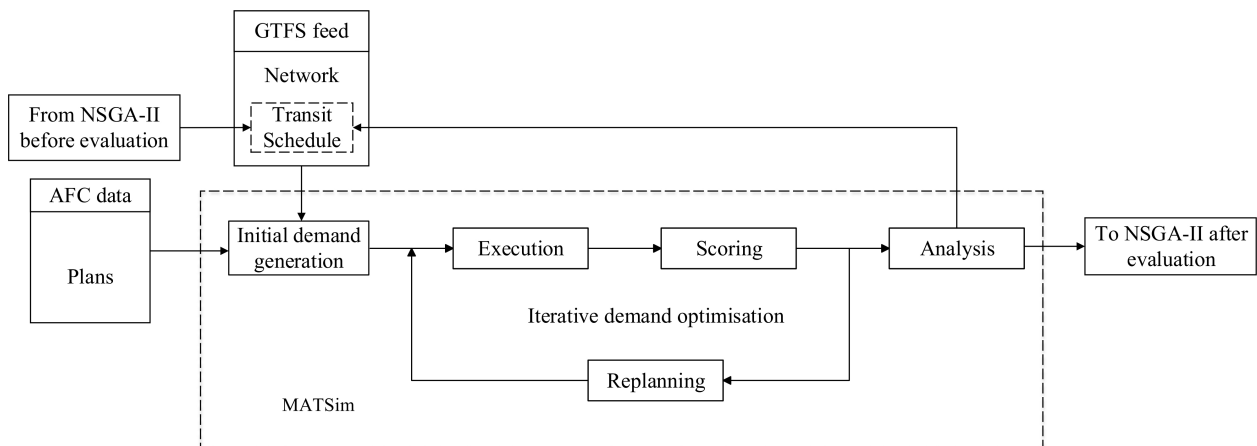 GTFS feed
Network
Transit
Schedule
From NSGA-II
before evaluation
AFC data
Plans
Initial demand
generation
Execution
Scoring
Analysis
To NSGA-II after
evaluation
Iterative demand optimisation
Replanning
MATSim